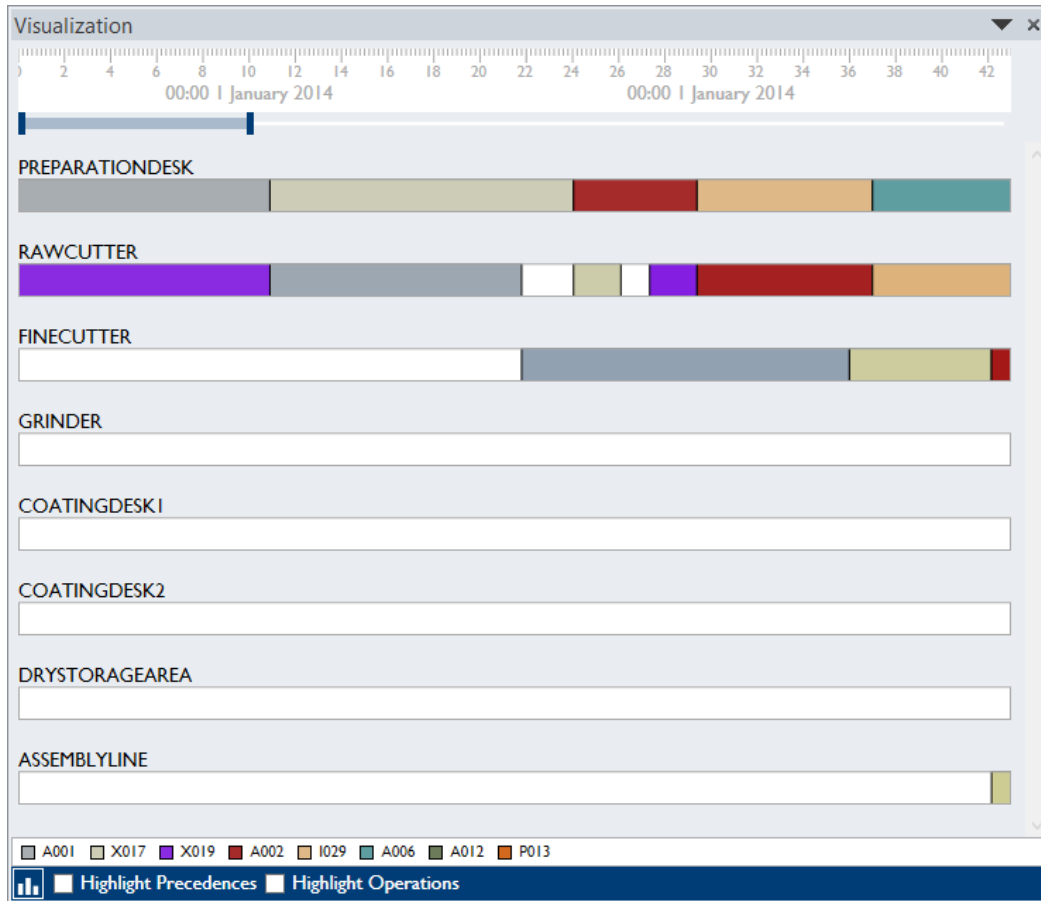 Visualization
0 2 4 6 8 10 12 14 16 18 20 22 24 26 28 30 32 34 36 38 40 42
00:00 1 January 2014 00:00 1 January 2014
PREPARATIONDESK
RAWCUTTER
FINECUTTER
GRINDER
COATINGDESK1
COATINGDESK2
DRYSTORAGEAREA
ASSEMBLYLINE
A001 X017 X019 A002 I029 A006 A012 P013
Highlight Precedences Highlight Operations